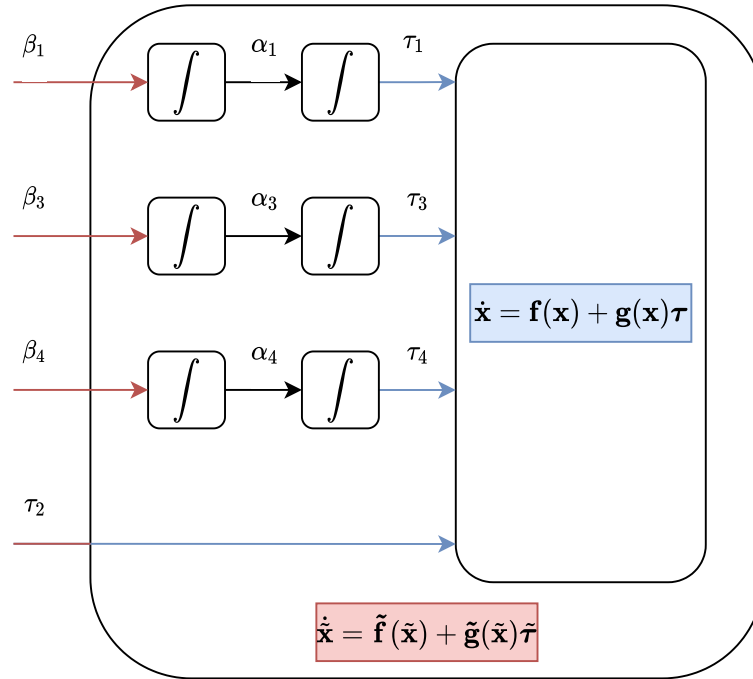 β₁ ∫ α₁ ∫ τ₁
β₃ ∫ α₃ ∫ τ₃
ẋ = f(x) + g(x)τ
β₄ ∫ α₄ ∫ τ₄
τ₂
x̃̇ = f̃(x̃) + g̃(x̃)τ̃